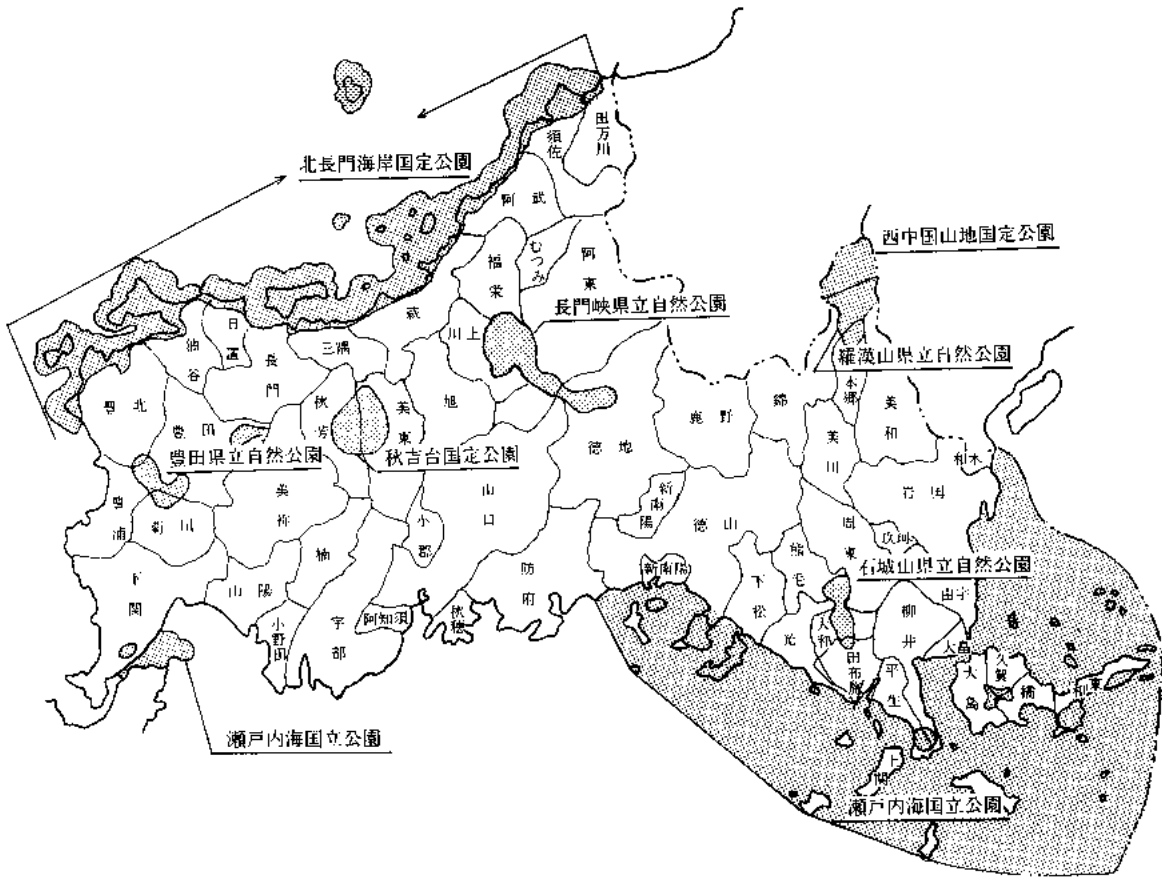 北長門海岸国定公園
田万川
須佐
阿武
むつみ
福栄
阿東
西中国山地国定公園
長門峡県立自然公園
萩
川上
羅漢山県立自然公園
日置
油谷
三隅
長門
本郷
美和
錦
鹿野
豊北
豊田
秋芳
美東
旭
徳地
美川
和木
豊田県立自然公園
秋吉台国定公園
岩国
新南陽
山口
美祢
豊浦
菊川
小郡
徳山
周東
玖珂
楠
熊毛
石城山県立自然公園
新南陽
下関
山陽
防府
下松
由宇
阿知須
秋穂
小野田
宇部
光
大和
柳井
大畠
田布施
平生
久賀
大島
橘
東和
瀬戸内海国立公園
上関
瀬戸内海国立公園